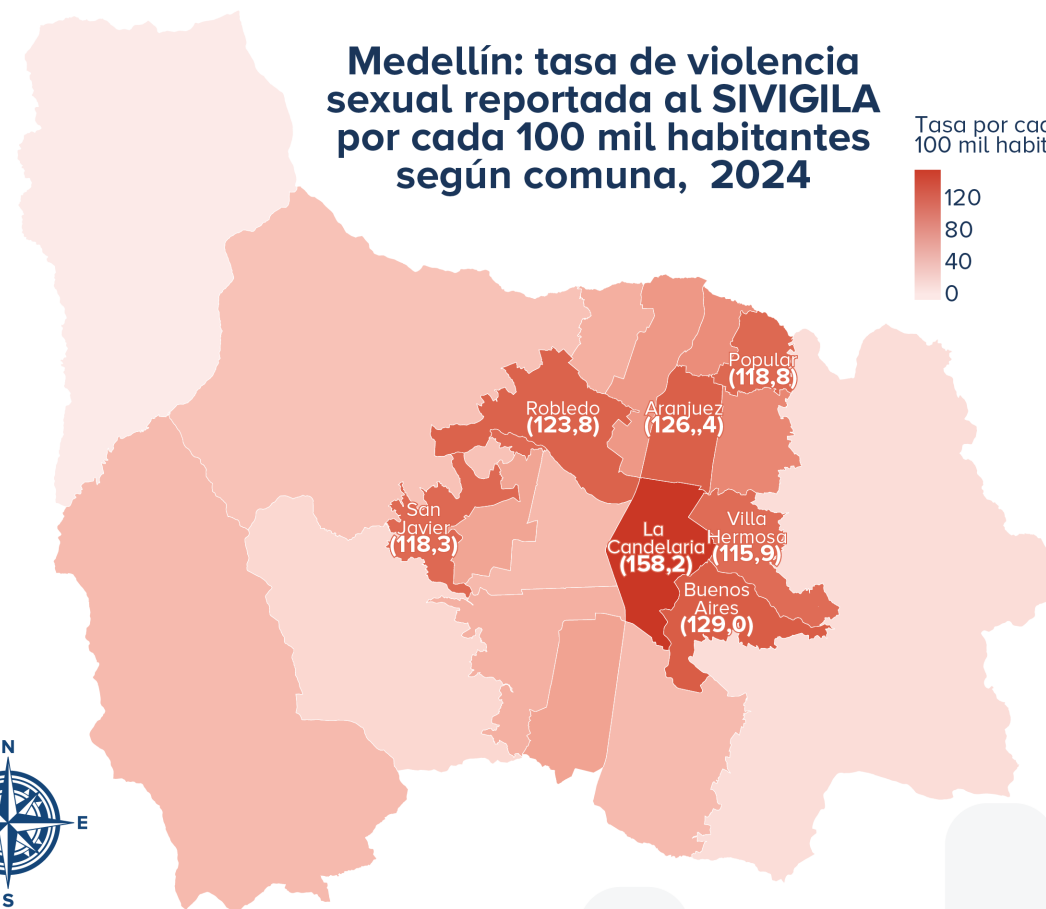 Medellín: tasa de violencia
sexual reportada al SIVIGILA
por cada 100 mil habitantes
según comuna, 2024
Tasa por cad
100 mil habit
120
80
40
0
Popular
(118,8)
Robledo
(123,8)
Aranjuez
(126,,4)
San
Javier
(118,3)
La
Candelaria
(158,2)
Villa
Hermosa
(115,9)
Buenos
Aires
(129,0)
N
E
S